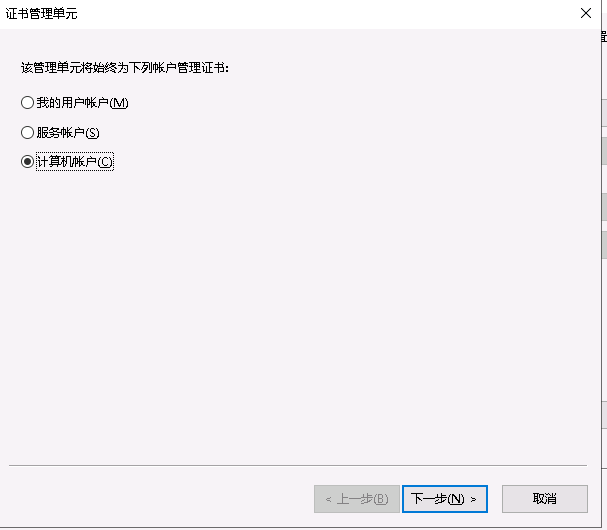 证书管理单元
该管理单元将始终为下列帐户管理证书:
我的用户帐户(M)
服务帐户(S)
计算机帐户(C)
< 上一步(B)
下一步(N) >
取消